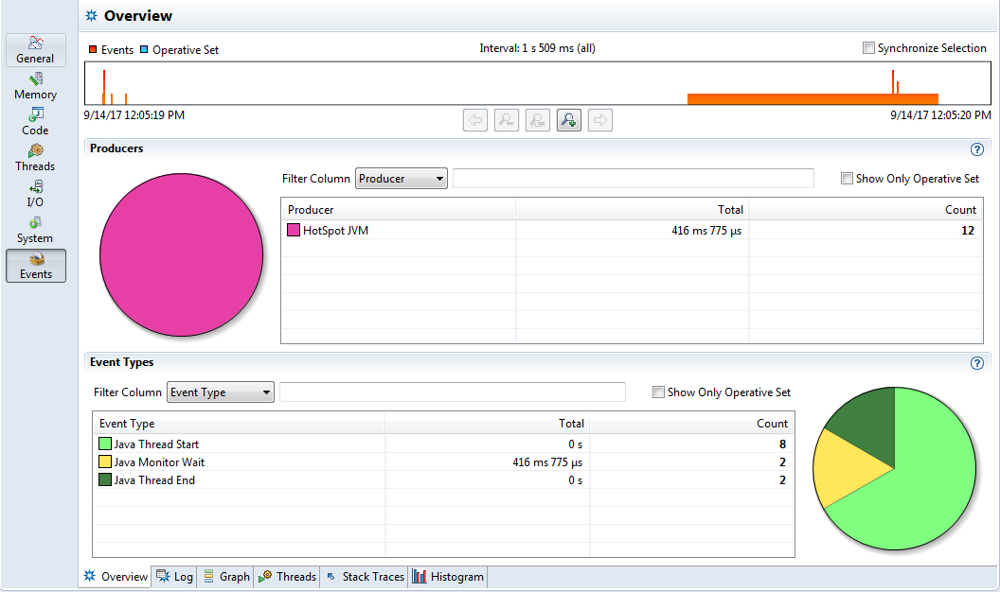 Overview
General
Memory
Code
Threads
I/O
System
Events
Events Operative Set Interval: 1 s 509 ms (all) Synchronize Selection
9/14/17 12:05:19 PM 9/14/17 12:05:20 PM
Producers
Filter Column Producer Show Only Operative Set
Producer Total Count
HotSpot JVM 416 ms 775 µs 12
Event Types
Filter Column Event Type Show Only Operative Set
Event Type Total Count
Java Thread Start 0 s 8
Java Monitor Wait 416 ms 775 µs 2
Java Thread End 0 s 2
Overview Log Graph Threads Stack Traces Histogram